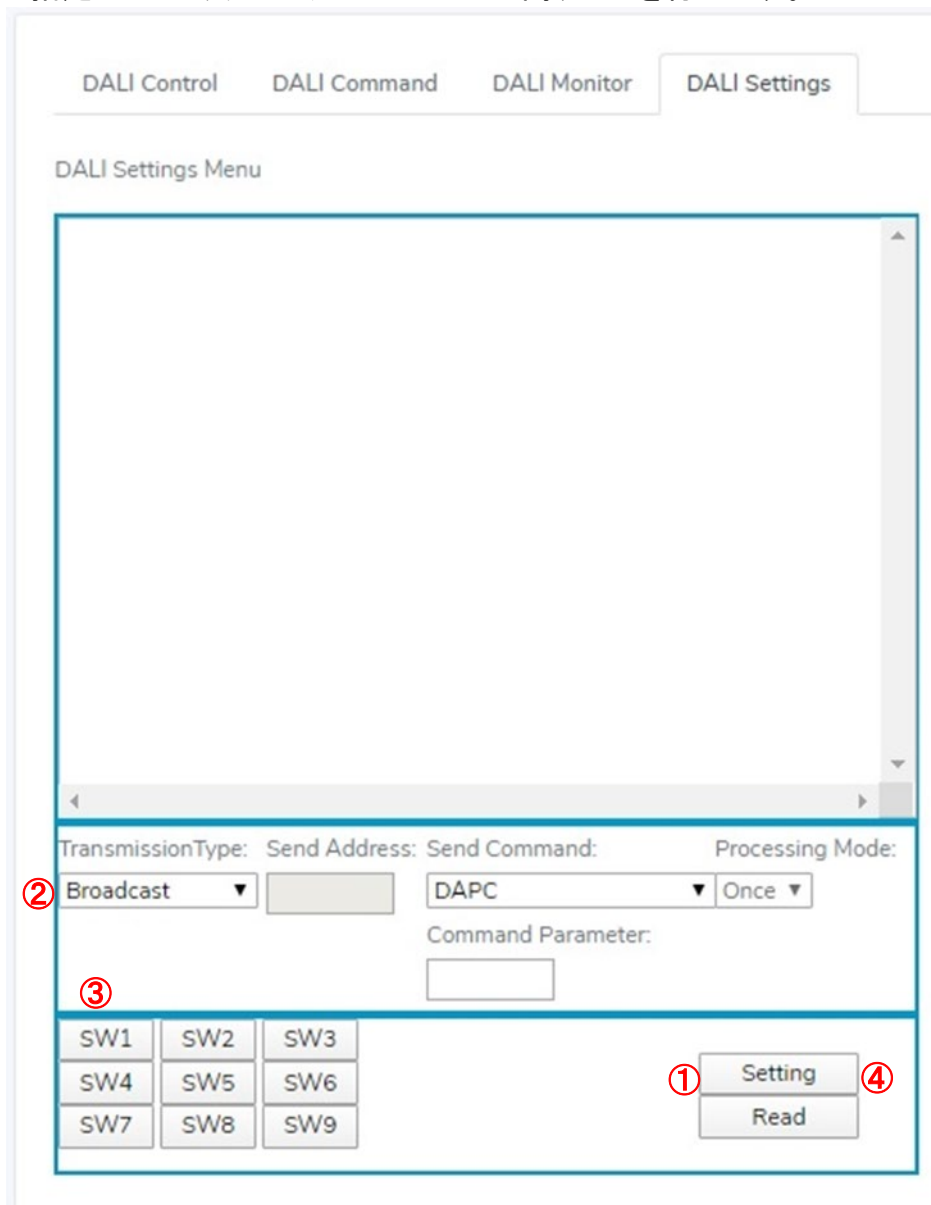 DALI Control DALI Command DALI Monitor DALI Settings
DALI Settings Menu
TransmissionType: Send Address: Send Command: Processing Mode:
② Broadcast ▼ DAPC ▼ Once ▼
Command Parameter:
③
SW1 SW2 SW3
① Setting ④
SW4 SW5 SW6
Read
SW7 SW8 SW9